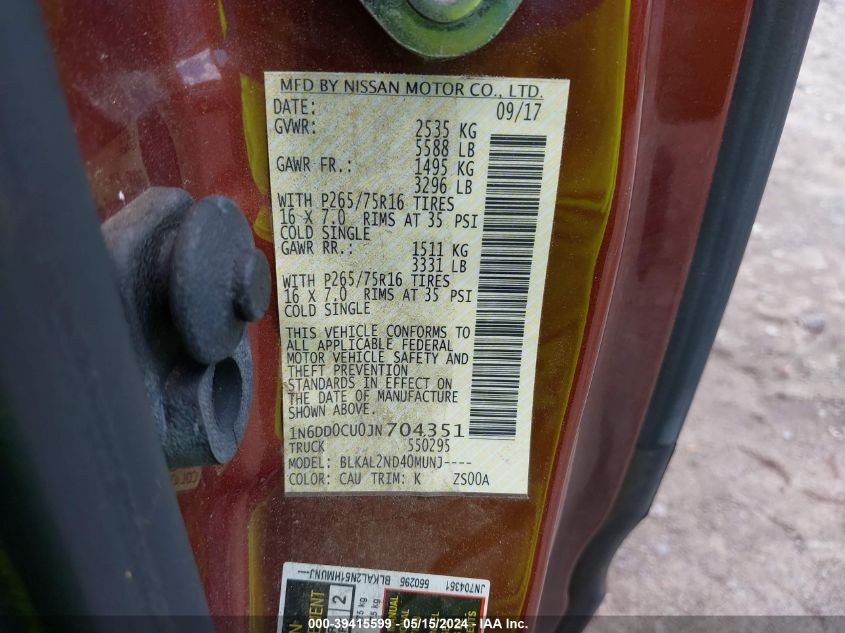 MFD BY NISSAN MOTOR CO., LTD.
DATE: 09/17
GVWR: 2535 KG
5588 LB
GAWR FR.: 1495 KG
3296 LB
WITH P265/75R16 TIRES
16 X 7.0 RIMS AT 35 PSI
COLD SINGLE
GAWR RR.: 1511 KG
3331 LB
WITH P265/75R16 TIRES
16 X 7.0 RIMS AT 35 PSI
COLD SINGLE
THIS VEHICLE CONFORMS TO
ALL APPLICABLE FEDERAL
MOTOR VEHICLE SAFETY AND
THEFT PREVENTION
STANDARDS IN EFFECT ON
THE DATE OF MANUFACTURE
SHOWN ABOVE.
1N6DD0CU0JN704351
TRUCK 550295
MODEL: BLKAL2ND40MUNJ----
COLOR: CAU TRIM: K ZS00A
JN704351
550295 BLKAL2N51HMUNJ--
2
000-39415599 - 05/15/2024 - IAA Inc.